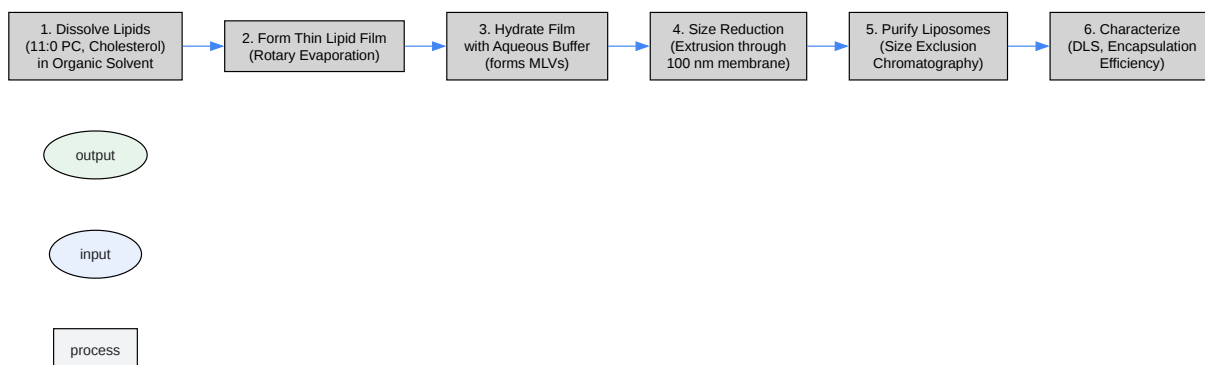 1. Dissolve Lipids
(11:0 PC, Cholesterol)
in Organic Solvent
2. Form Thin Lipid Film
(Rotary Evaporation)
3. Hydrate Film
with Aqueous Buffer
(forms MLVs)
4. Size Reduction
(Extrusion through
100 nm membrane)
5. Purify Liposomes
(Size Exclusion
Chromatography)
6. Characterize
(DLS, Encapsulation
Efficiency)
output
input
process